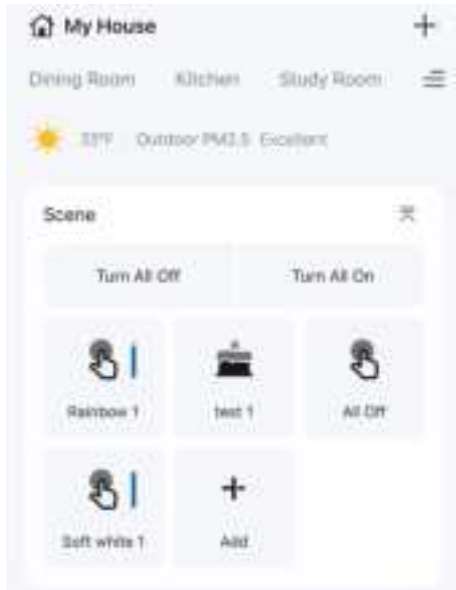 My House
Dining Room Kitchen Study Room
Outdoor PM2.5 Excellent
Scene
Turn All Off Turn All On
Rainbow 1 test 1 All Off
Soft white 1 Add